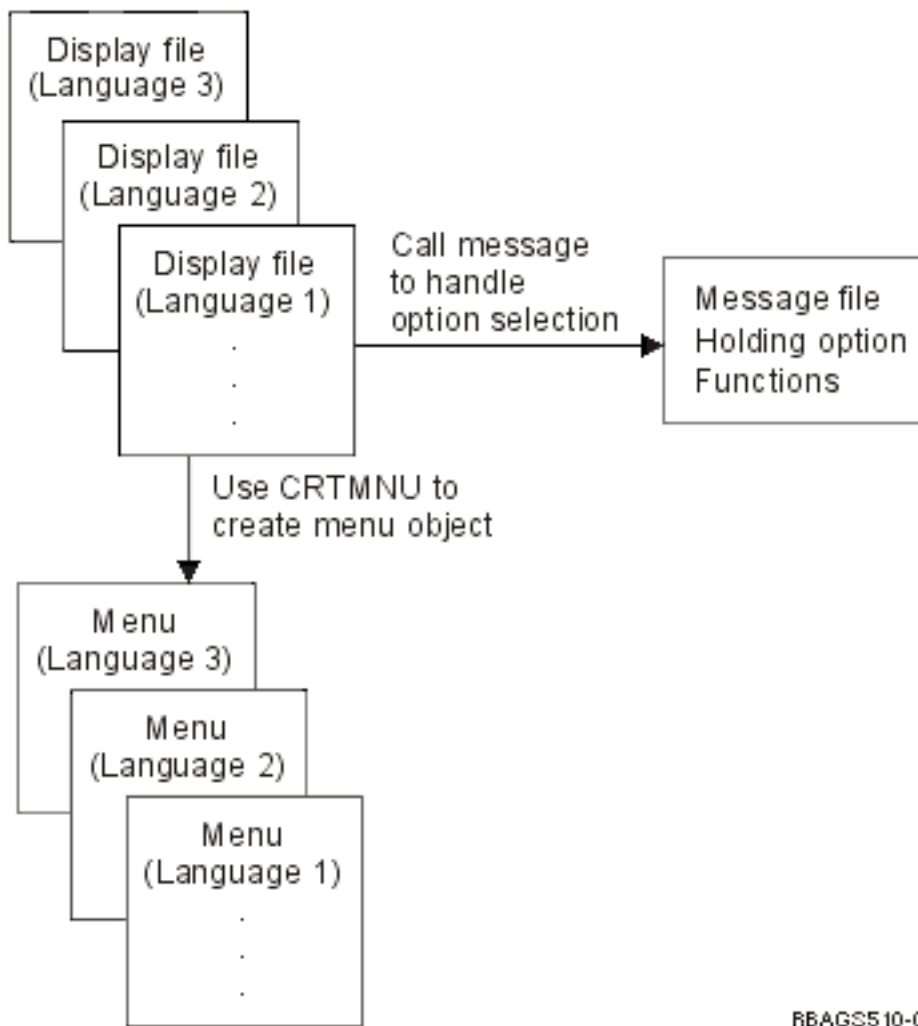 Display file
(Language 3)
Display file
(Language 2)
Display file
(Language 1)
.
.
.
Call message
to handle
option selection
Message file
Holding option
Functions
Use CRTMNU to
create menu object
Menu
(Language 3)
Menu
(Language 2)
Menu
(Language 1)
.
.
.